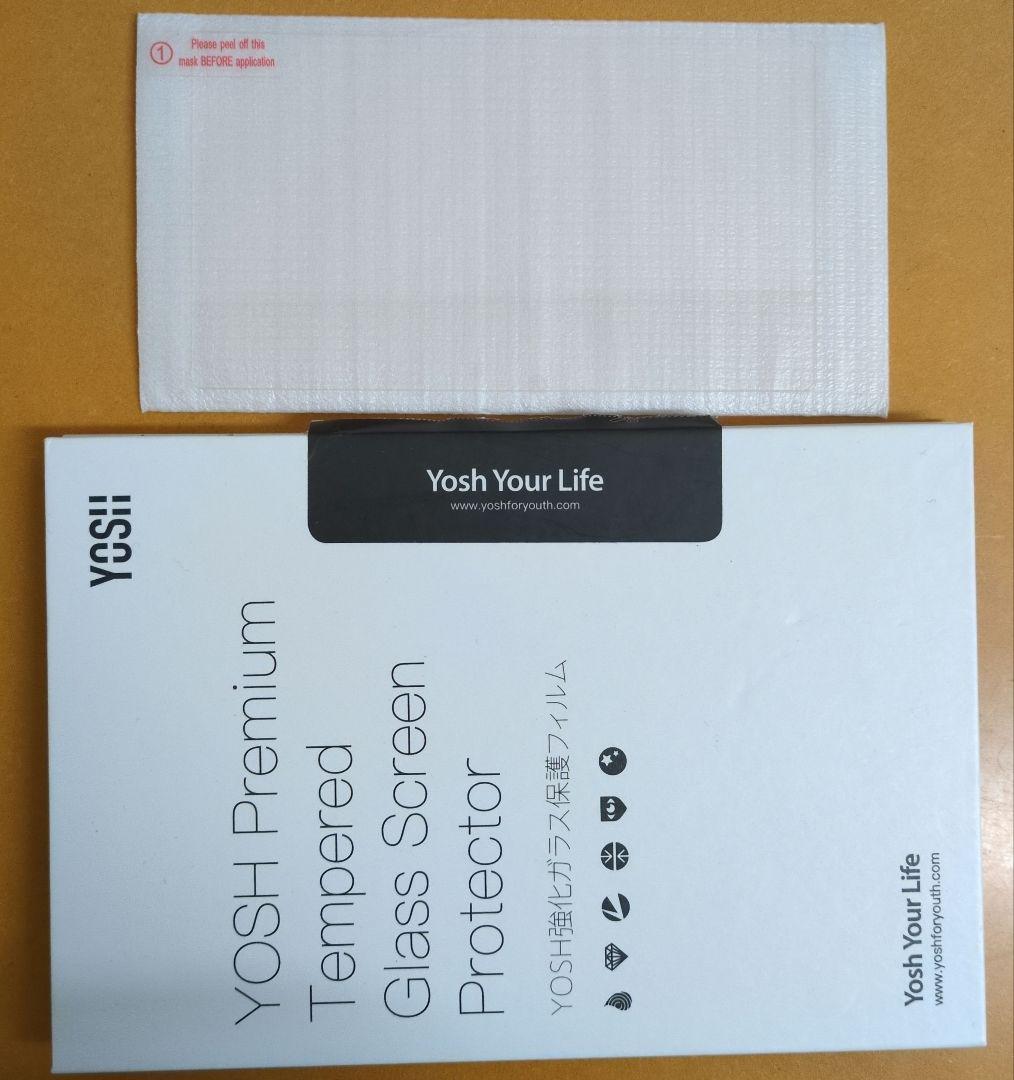 ① Please peel off this
mask BEFORE application
Yosh Your Life
www.yoshforyouth.com
YOSH
YOSH Premium
Tempered
Glass Screen
Protector
YOSH強化ガラス保護フィルム
Yosh Your Life
www.yoshforyouth.com